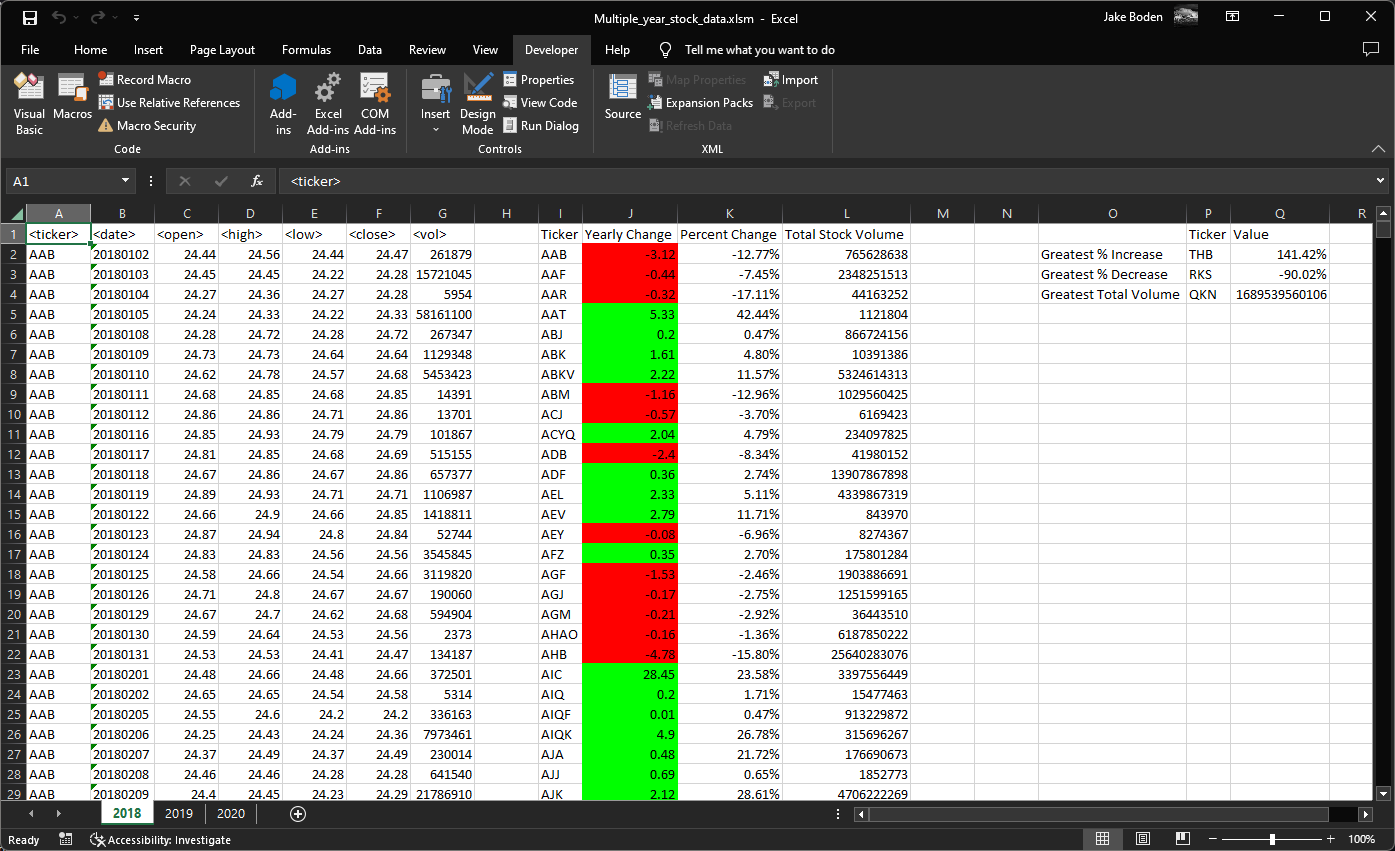 Multiple_year_stock_data.xlsm - Excel
Jake Boden
File Home Insert Page Layout Formulas Data Review View Developer Help Tell me what you want to do
Visual Basic
Macros
Record Macro
Use Relative References
Macro Security
Code
Add-ins
Excel Add-ins
COM Add-ins
Add-ins
Insert
Design Mode
Properties
View Code
Run Dialog
Controls
Source
Map Properties
Expansion Packs
Refresh Data
Import
Export
XML
A1 fx <ticker>
A B C D E F G H I J K L M N O P Q R
1 <ticker> <date> <open> <high> <low> <close> <vol> Ticker Yearly Change Percent Change Total Stock Volume Ticker Value
2 AAB 20180102 24.44 24.56 24.44 24.47 261879 AAB -3.12 -12.77% 765628638 Greatest % Increase THB 141.42%
3 AAB 20180103 24.45 24.45 24.22 24.28 15721045 AAF -0.44 -7.45% 2348251513 Greatest % Decrease RKS -90.02%
4 AAB 20180104 24.27 24.36 24.27 24.28 5954 AAR -0.32 -17.11% 44163252 Greatest Total Volume QKN 1689539560106
5 AAB 20180105 24.24 24.33 24.22 24.33 58161100 AAT 5.33 42.44% 1121804
6 AAB 20180108 24.28 24.72 24.28 24.72 267347 ABJ 0.2 0.47% 866724156
7 AAB 20180109 24.73 24.73 24.64 24.64 1129348 ABK 1.61 4.80% 10391386
8 AAB 20180110 24.62 24.78 24.57 24.68 5453423 ABKV 2.22 11.57% 5324614313
9 AAB 20180111 24.68 24.85 24.68 24.85 14391 ABM -1.16 -12.96% 1029560425
10 AAB 20180112 24.86 24.86 24.71 24.86 13701 ACJ -0.57 -3.70% 6169423
11 AAB 20180116 24.85 24.93 24.79 24.79 101867 ACYQ 2.04 4.79% 234097825
12 AAB 20180117 24.81 24.85 24.68 24.69 515155 ADB -2.4 -8.34% 41980152
13 AAB 20180118 24.67 24.86 24.67 24.86 657377 ADF 0.36 2.74% 13907867898
14 AAB 20180119 24.89 24.93 24.71 24.71 1106987 AEL 2.33 5.11% 4339867319
15 AAB 20180122 24.66 24.9 24.66 24.85 1418811 AEV 2.79 11.71% 843970
16 AAB 20180123 24.87 24.94 24.8 24.84 52744 AEY -0.08 -6.96% 8274367
17 AAB 20180124 24.83 24.83 24.56 24.56 3545845 AFZ 0.35 2.70% 175801284
18 AAB 20180125 24.58 24.66 24.54 24.66 3119820 AGF -1.53 -2.46% 1903886691
19 AAB 20180126 24.71 24.8 24.67 24.67 190060 AGJ -0.17 -2.75% 1251599165
20 AAB 20180129 24.67 24.7 24.62 24.68 594904 AGM -0.21 -2.92% 36443510
21 AAB 20180130 24.59 24.64 24.53 24.56 2373 AHAO -0.16 -1.36% 6187850222
22 AAB 20180131 24.53 24.53 24.41 24.47 134187 AHB -4.78 -15.80% 25640283076
23 AAB 20180201 24.48 24.66 24.48 24.66 372501 AIC 28.45 23.58% 3397556449
24 AAB 20180202 24.65 24.65 24.54 24.58 5314 AIQ 0.2 1.71% 15477463
25 AAB 20180205 24.55 24.6 24.2 24.2 336163 AIQF 0.01 0.47% 913229872
26 AAB 20180206 24.25 24.43 24.24 24.36 7973461 AIQK 4.9 26.78% 315696267
27 AAB 20180207 24.37 24.49 24.37 24.49 230014 AJA 0.48 21.72% 176690673
28 AAB 20180208 24.46 24.46 24.28 24.28 641540 AJJ 0.69 0.65% 1852773
29 AAB 20180209 24.4 24.45 24.23 24.29 21786910 AJK 2.12 28.61% 4706222269
2018 2019 2020
Ready Accessibility: Investigate 100%